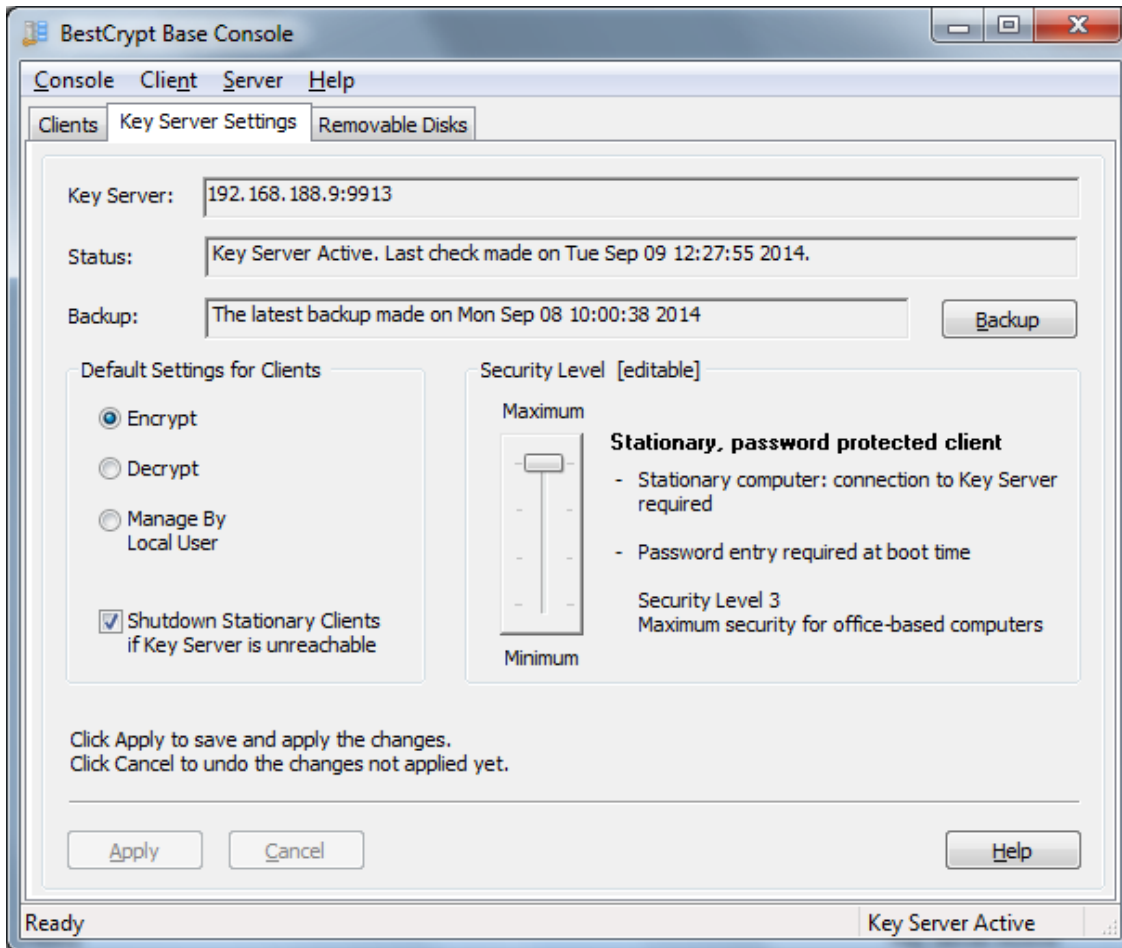 BestCrypt Base Console
Console Client Server Help
Clients Key Server Settings Removable Disks
Key Server: 192.168.188.9:9913
Status: Key Server Active. Last check made on Tue Sep 09 12:27:55 2014.
Backup: The latest backup made on Mon Sep 08 10:00:38 2014 Backup
Default Settings for Clients
Encrypt
Decrypt
Manage By
Local User
Shutdown Stationary Clients
if Key Server is unreachable
Security Level [editable]
Maximum
Minimum
Stationary, password protected client
- Stationary computer: connection to Key Server
required
- Password entry required at boot time
Security Level 3
Maximum security for office-based computers
Click Apply to save and apply the changes.
Click Cancel to undo the changes not applied yet.
Apply Cancel Help
Ready Key Server Active